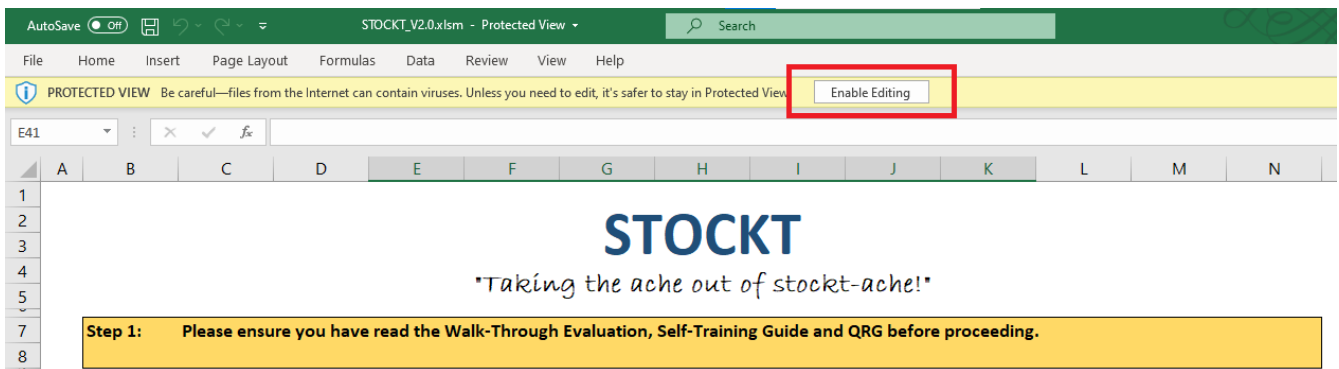 AutoSave Off STOCKT_V2.0.xlsm - Protected View Search
File Home Insert Page Layout Formulas Data Review View Help
PROTECTED VIEW Be careful—files from the Internet can contain viruses. Unless you need to edit, it's safer to stay in Protected View Enable Editing
E41 fx
A B C D E F G H I J K L M N
1
2
3
STOCKT
4
5
"Taking the ache out of stockt-ache!"
7 Step 1: Please ensure you have read the Walk-Through Evaluation, Self-Training Guide and QRG before proceeding.
8